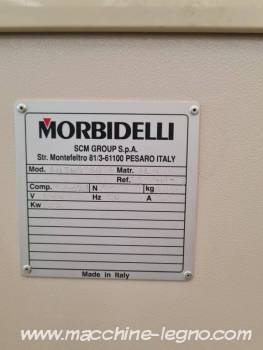 MORBIDELLI
SCM GROUP S.p.A.
Str. Montefeltro 81/3-61100 PESARO ITALY
Mod. Matr.
Ref.
Comp. N kg
V Hz A
Kw
Made in Italy
www.macchine-legno.com